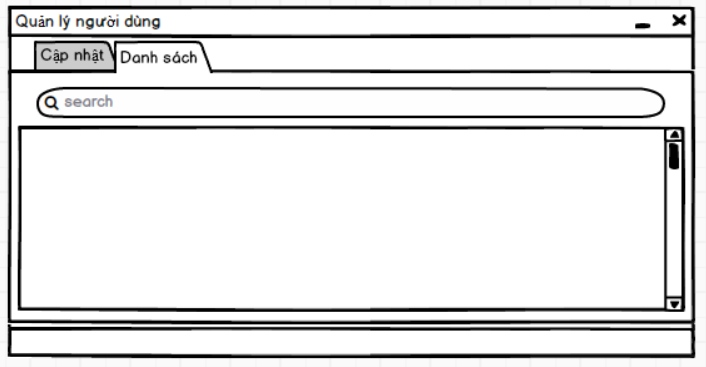 Quản lý người dùng
Cập nhật Danh sách
search